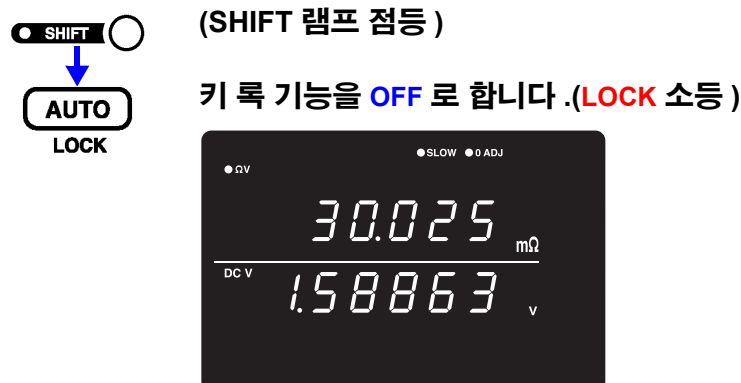 (SHIFT 램프 점등 )
● SHIFT
키 록 기능을 OFF 로 합니다 .(LOCK 소등 )
AUTO
LOCK
●SLOW ●0 ADJ
●ΩV
30.025 mΩ
DC V
1.58863 V